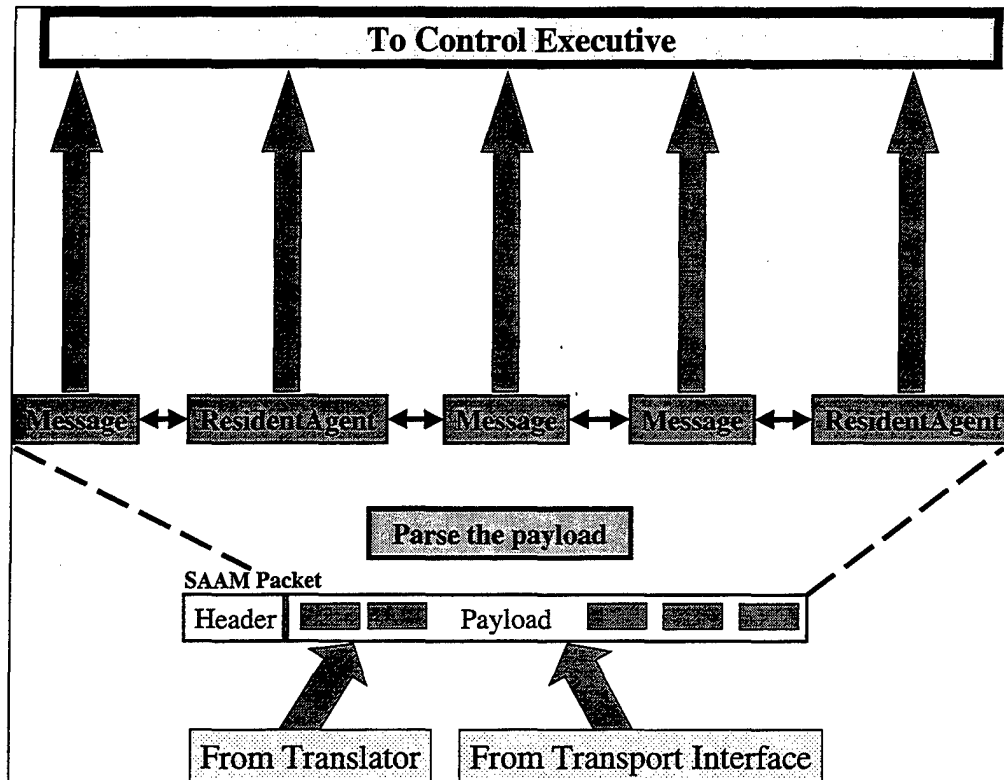 To Control Executive
Message ResidentAgent Message Message ResidentAgent
Parse the payload
SAAM Packet
Header Payload
From Translator From Transport Interface